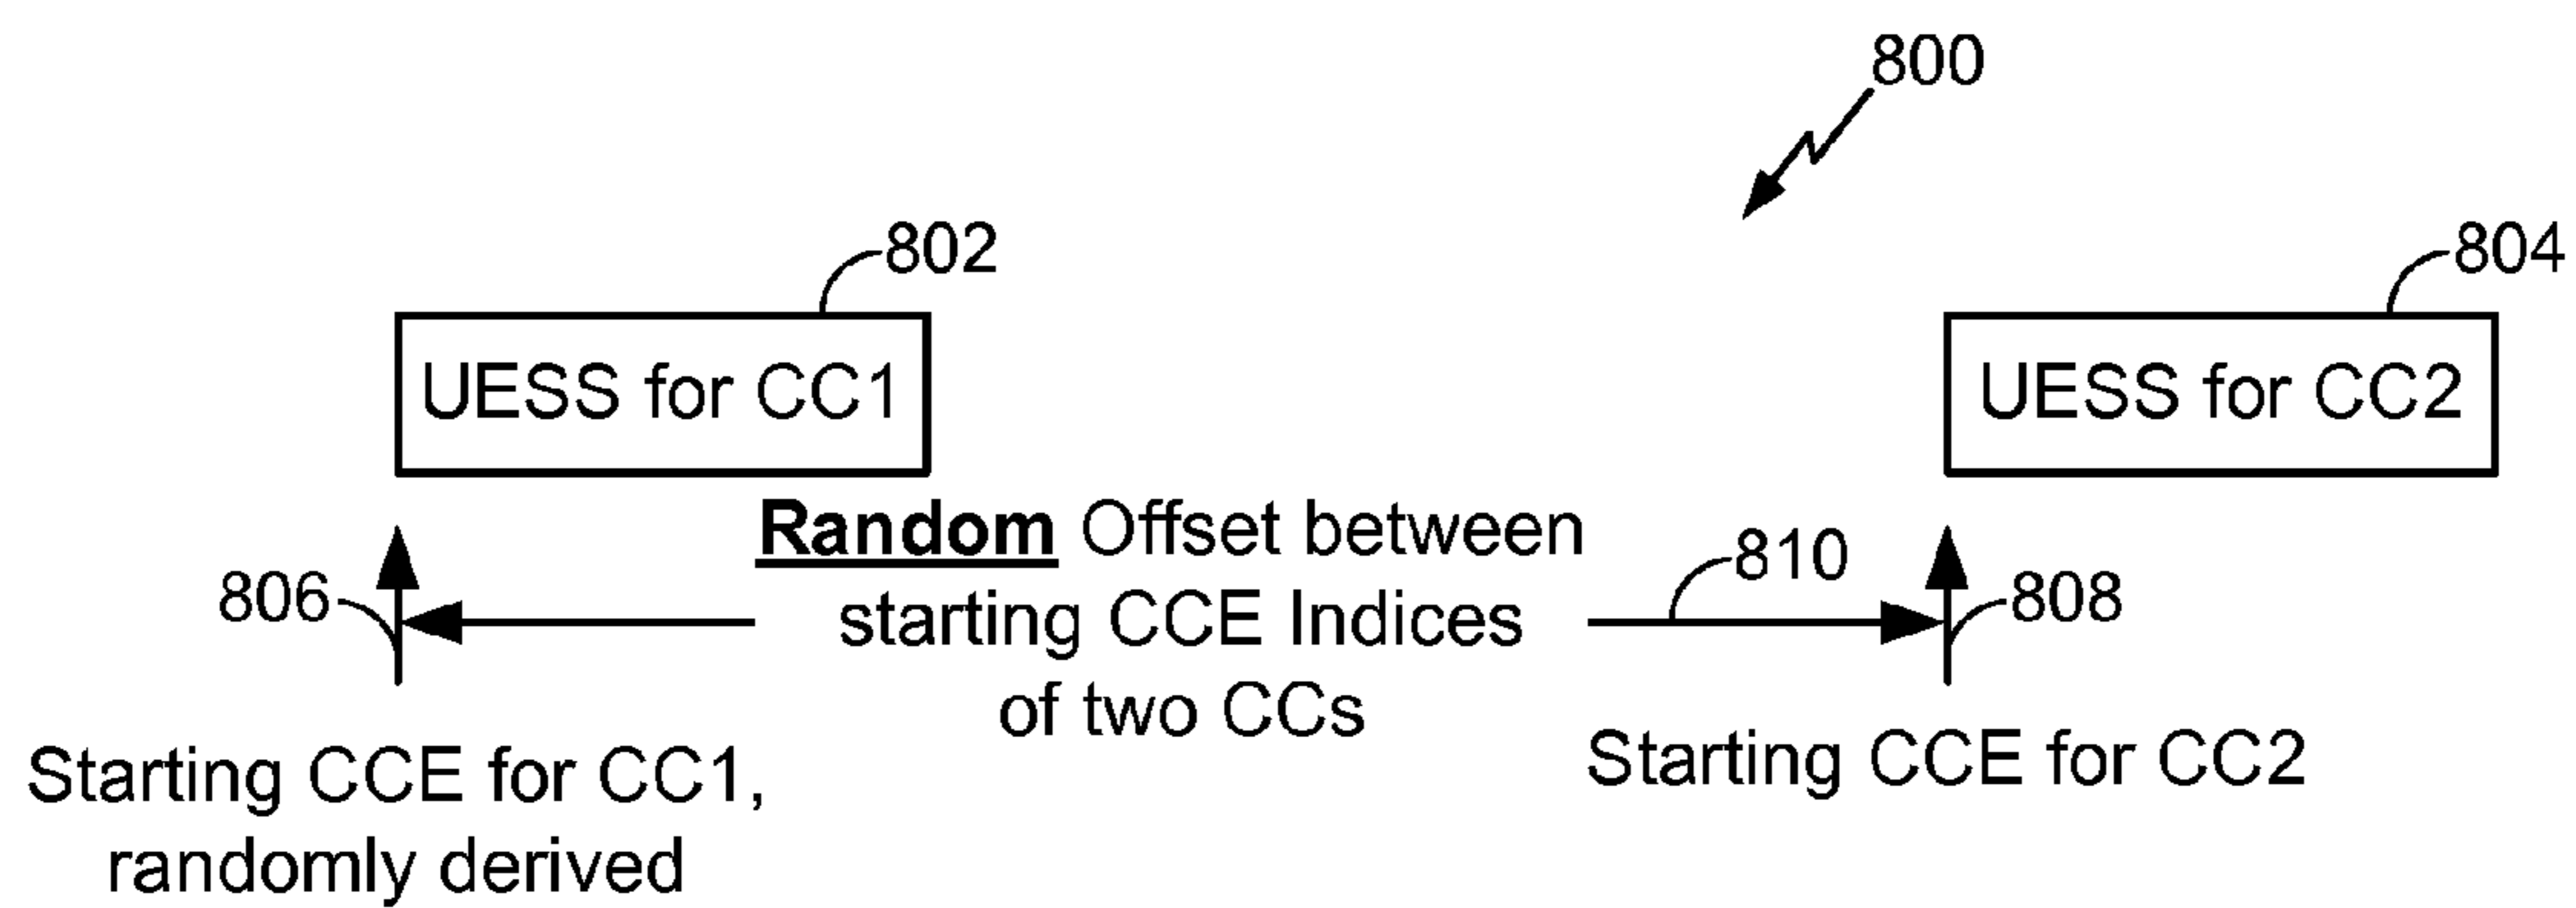 800
802
804
UESS for CC1
UESS for CC2
Random Offset between
starting CCE Indices
of two CCs
810
806
808
Starting CCE for CC1,
randomly derived
Starting CCE for CC2